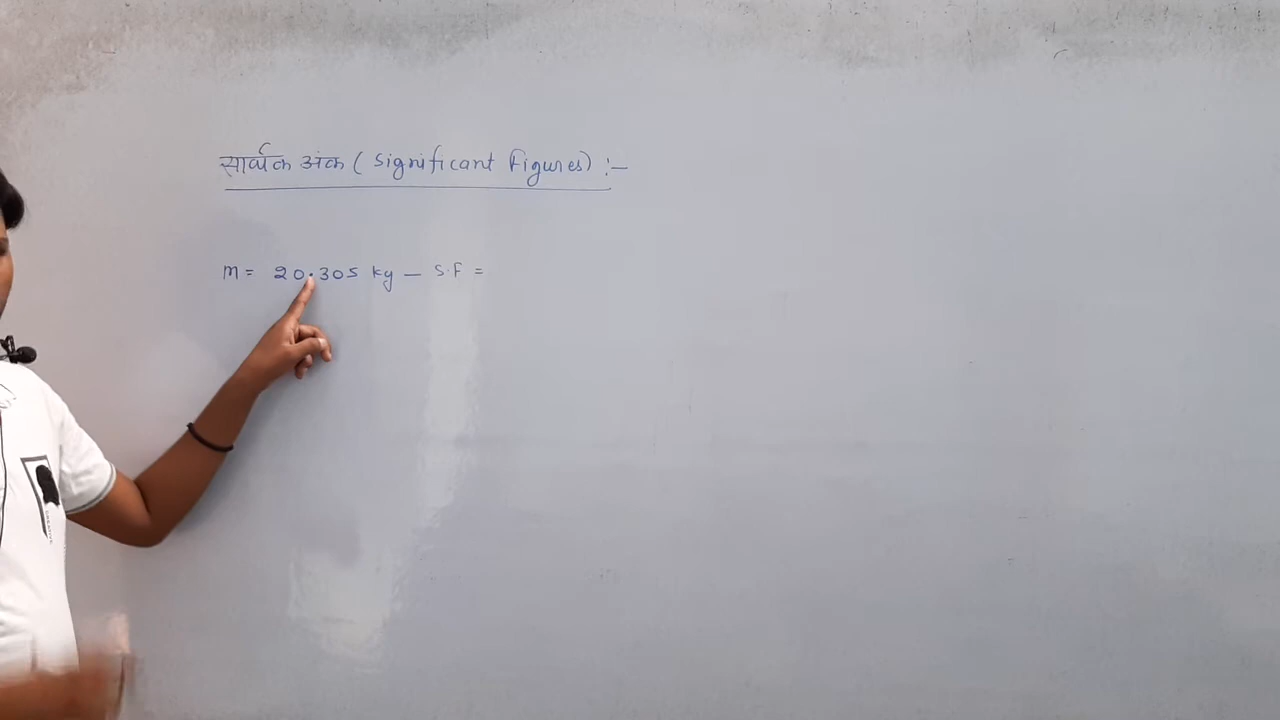 सार्थक अंक ( Significant Figures) :-
m = 20.305 kg — S.F =